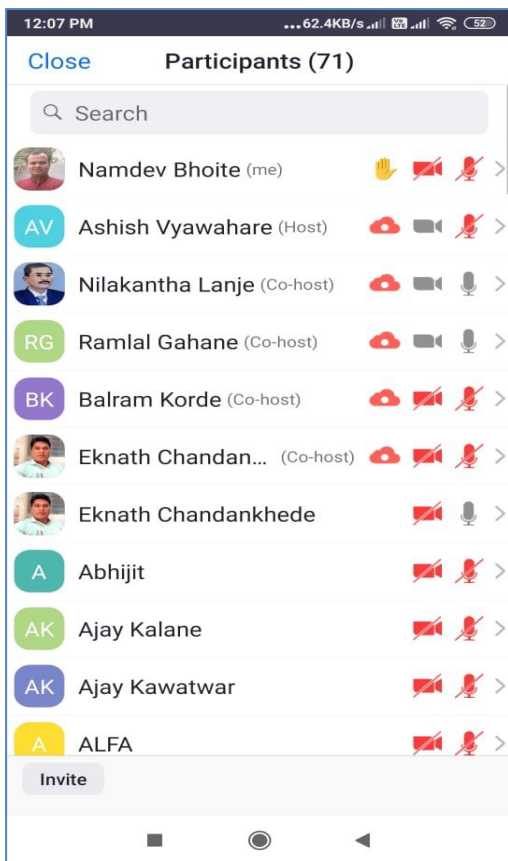 12:07 PM ...62.4KB/s Vo LTE 52
Close Participants (71)
Search
Namdev Bhoite (me)
AV Ashish Vyawahare (Host)
Nilakantha Lanje (Co-host)
RG Ramlal Gahane (Co-host)
BK Balram Korde (Co-host)
Eknath Chandan... (Co-host)
Eknath Chandankhede
A Abhijit
AK Ajay Kalane
AK Ajay Kawatwar
A ALFA
Invite